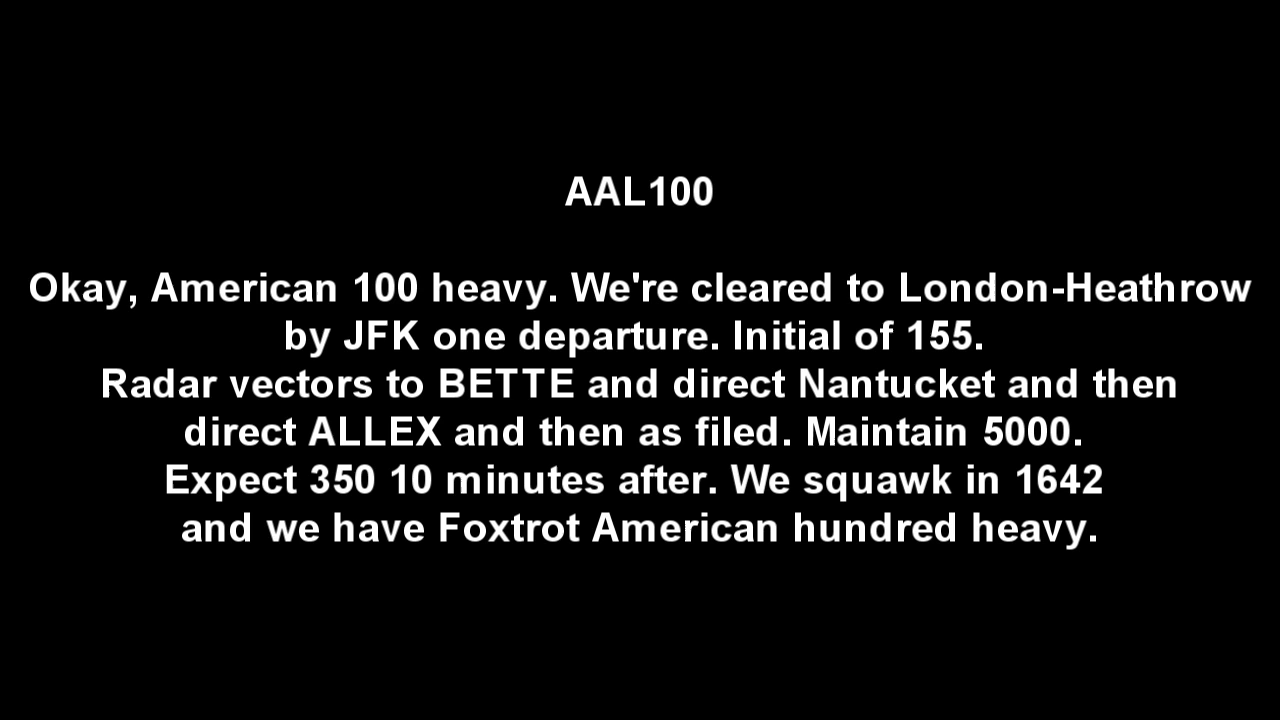 AAL100
Okay, American 100 heavy. We're cleared to London-Heathrow
by JFK one departure. Initial of 155.
Radar vectors to BETTE and direct Nantucket and then
direct ALLEX and then as filed. Maintain 5000.
Expect 350 10 minutes after. We squawk in 1642
and we have Foxtrot American hundred heavy.